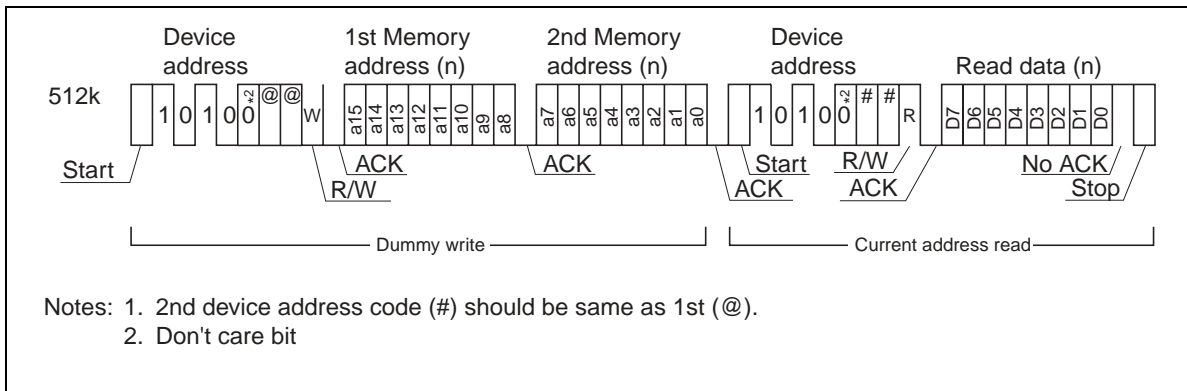 Device address 1st Memory address (n) 2nd Memory address (n) Device address Read data (n)
512k 1 0 1 0 0*2 @ @ W a15 a14 a13 a12 a11 a10 a9 a8 a7 a6 a5 a4 a3 a2 a1 a0 1 0 1 0 0*2 # # R D7 D6 D5 D4 D3 D2 D1 D0
Start ACK ACK Start R/W No ACK
R/W ACK ACK Stop
Dummy write Current address read
Notes: 1. 2nd device address code (#) should be same as 1st (@).
2. Don't care bit